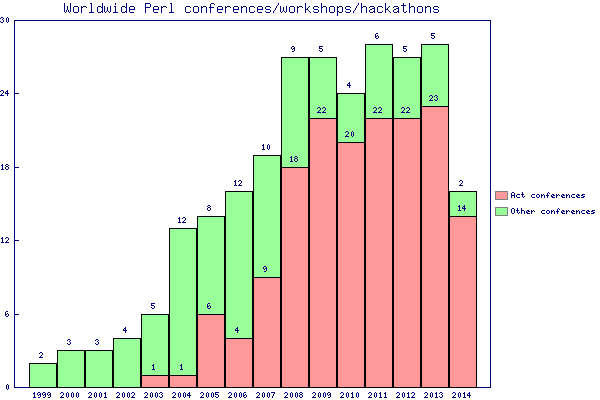 Worldwide Perl conferences/workshops/hackathons
30
24
18
12
6
0
2 3 3 4 5 12 8 12 10 9 5 4 6 5 5 2
1 1 6 4 9 18 22 20 22 22 23 14
1999 2000 2001 2002 2003 2004 2005 2006 2007 2008 2009 2010 2011 2012 2013 2014
Act conferences
Other conferences